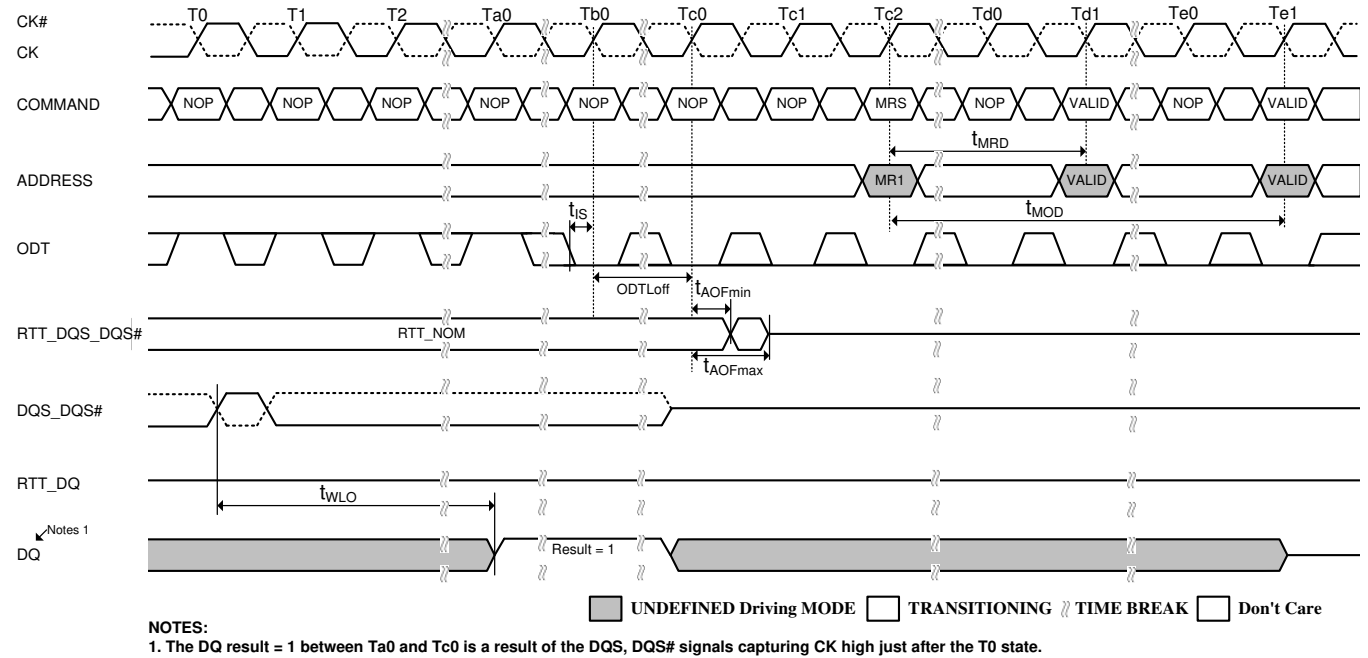 T0 T1 T2 Ta0 Tb0 Tc0 Tc1 Tc2 Td0 Td1 Te0 Te1
CK#
CK
COMMAND NOP NOP NOP NOP NOP NOP NOP MRS NOP VALID NOP VALID
tMRD
ADDRESS MR1 VALID VALID
tIS tMOD
ODT
ODTLoff tAOFmin
RTT_DQS_DQS# RTT_NOM
tAOFmax
DQS_DQS#
RTT_DQ
tWLO
Notes 1
DQ Result = 1
UNDEFINED Driving MODE TRANSITIONING TIME BREAK Don't Care
NOTES:
1. The DQ result = 1 between Ta0 and Tc0 is a result of the DQS, DQS# signals capturing CK high just after the T0 state.